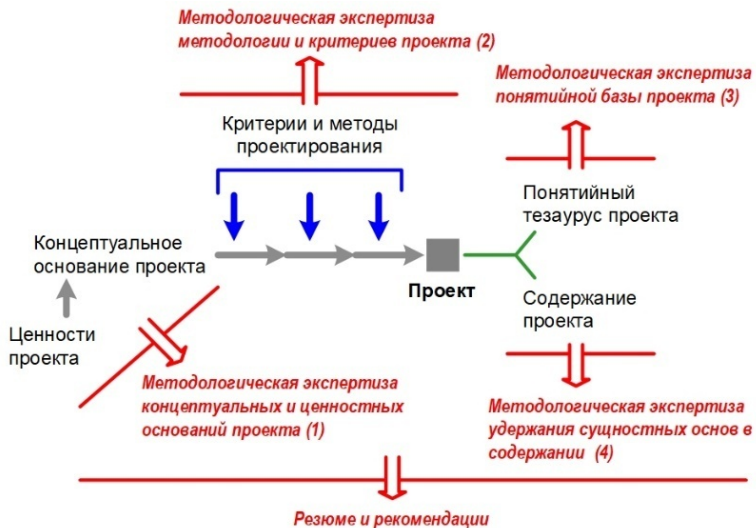 Методологическая экспертиза
методологии и критериев проекта (2)
Методологическая экспертиза
понятийной базы проекта (3)
Критерии и методы
проектирования
Понятийный
тезаурус проекта
Концептуальное
основание проекта
Проект
Содержание
проекта
Ценности
проекта
Методологическая экспертиза
концептуальных и ценностных
оснований проекта (1)
Методологическая экспертиза
удержания сущностных основ в
содержании (4)
Резюме и рекомендации